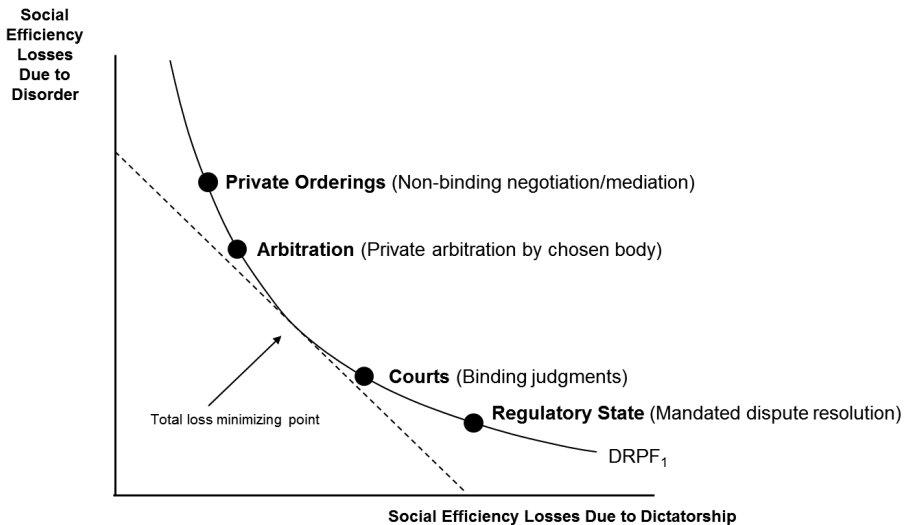 Social
Efficiency
Losses
Due to
Disorder
Private Orderings (Non-binding negotiation/mediation)
Arbitration (Private arbitration by chosen body)
Courts (Binding judgments)
Regulatory State (Mandated dispute resolution)
Total loss minimizing point
DRPF₁
Social Efficiency Losses Due to Dictatorship